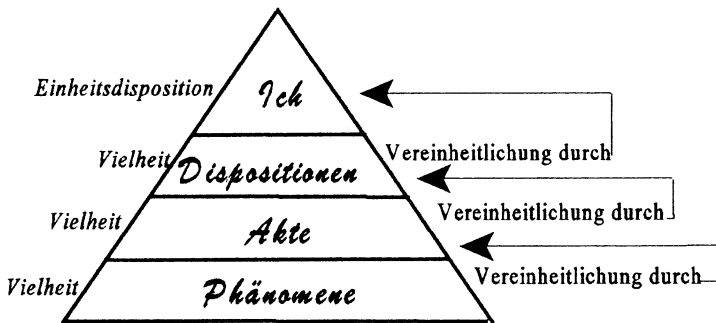 Einheitsdisposition Ich
Vielheit Dispositionen Vereinheitlichung durch
Vielheit Akte Vereinheitlichung durch
Vielheit Phänomene Vereinheitlichung durch